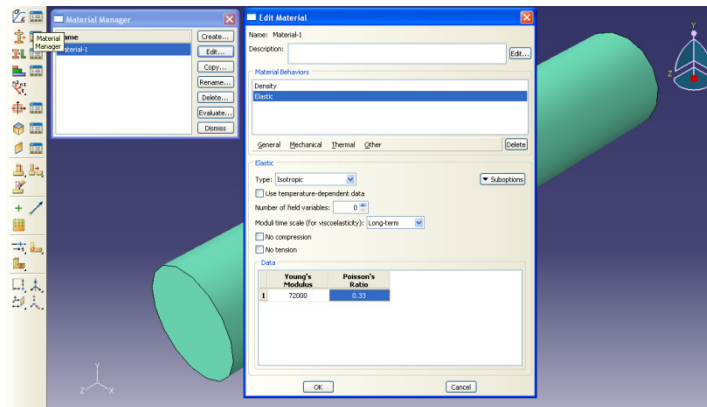 Material Manager
Name
Material-1
Material
Manager
Create...
Edit...
Copy...
Rename...
Delete...
Evaluate...
Dismiss
Edit Material
Name: Material-1
Description:
Edit...
Material Behaviors
Density
Elastic
General Mechanical Thermal Other
Delete
Elastic
Type: Isotropic
Suboptions
Use temperature-dependent data
Number of field variables: 0
Moduli time scale (for viscoelasticity): Long-term
No compression
No tension
Data
Young's Poisson's
Modulus Ratio
1 72000 0.33
OK Cancel
Y
Z
Y
Z X